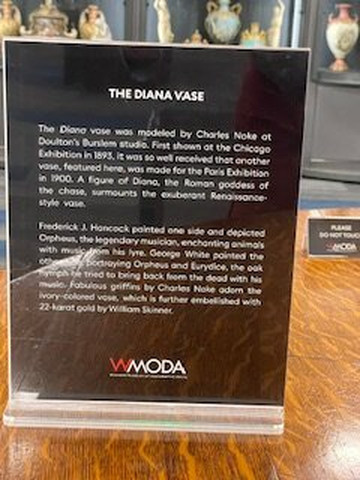 THE DIANA VASE
The Diana vase was modeled by Charles Noke at
Doulton's Burslem studio. First shown at the Chicago
Exhibition in 1893, it was so well received that another
vase, featured here, was made for the Paris Exhibition
in 1900. A figure of Diana, the Roman goddess of
the chase, surmounts the exuberant Renaissance-
style vase.
Frederick J. Hancock painted one side and depicted
Orpheus, the legendary musician, enchanting animals
with music from his lyre. George White painted the
other side portraying Orpheus and Eurydice, the oak
nymph he tried to bring back from the dead with his
music. Fabulous griffins by Charles Noke adorn the
ivory-colored vase, which is further embellished with
22-karat gold by William Skinner.
WMODA
PLEASE
DO NOT TOUCH
WMODA